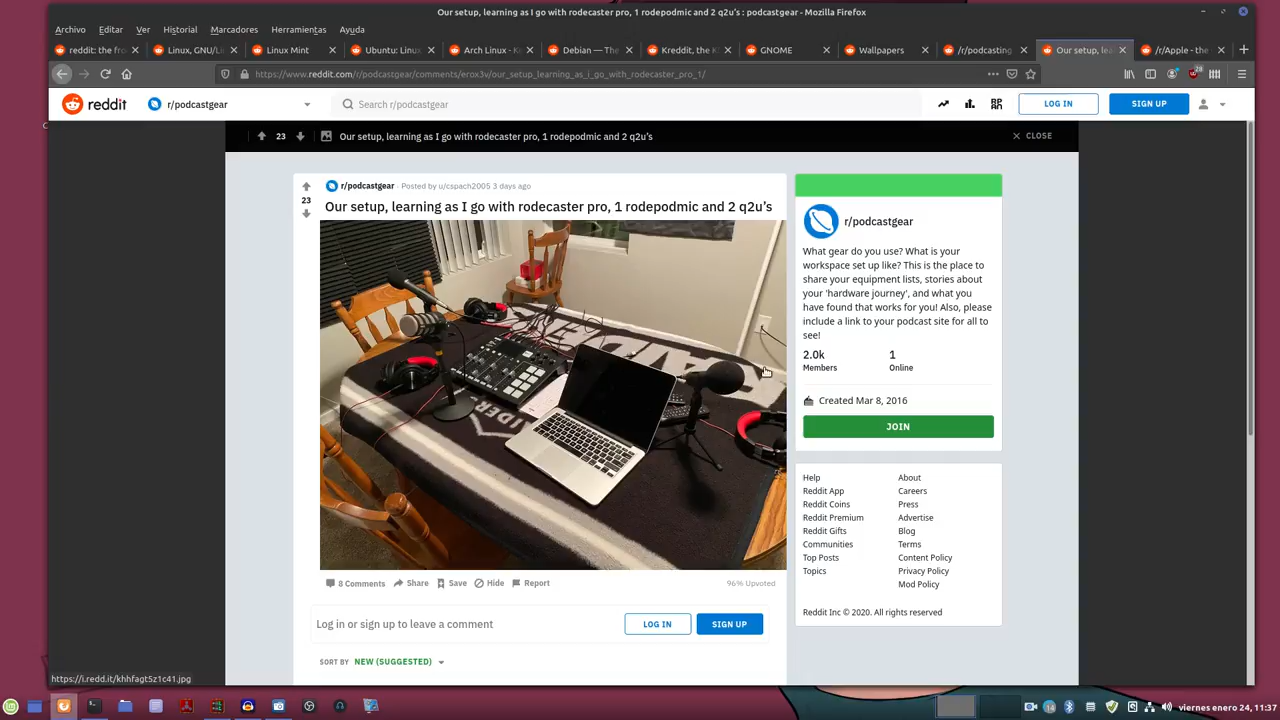 Our setup, learning as I go with rodecaster pro, 1 rodepodmic and 2 q2u's : podcastgear - Mozilla Firefox
Archivo Editar Ver Historial Marcadores Herramientas Ayuda
reddit: the fro
Linux, GNU/Li
Linux Mint
Ubuntu: Linux
Arch Linux - K
Debian — The
Kreddit, the K
GNOME
Wallpapers
/r/podcasting
Our setup, lea
/r/Apple - the
https://www.reddit.com/r/podcastgear/comments/erox3v/our_setup_learning_as_i_go_with_rodecaster_pro_1/
reddit
r/podcastgear
Search r/podcastgear
LOG IN
SIGN UP
23
Our setup, learning as I go with rodecaster pro, 1 rodepodmic and 2 q2u's
CLOSE
r/podcastgear · Posted by u/cspach2005 3 days ago
23
Our setup, learning as I go with rodecaster pro, 1 rodepodmic and 2 q2u's
8 Comments Share Save Hide Report
96% Upvoted
Log in or sign up to leave a comment
LOG IN
SIGN UP
SORT BY NEW (SUGGESTED)
r/podcastgear
What gear do you use? What is your
workspace set up like? This is the place to
share your equipment lists, stories about
your 'hardware journey', and what you
have found that works for you! Also, please
include a link to your podcast site for all to
see!
2.0k
Members
1
Online
Created Mar 8, 2016
JOIN
Help
Reddit App
Reddit Coins
Reddit Premium
Reddit Gifts
Communities
Top Posts
Topics
About
Careers
Press
Advertise
Blog
Terms
Content Policy
Privacy Policy
Mod Policy
Reddit Inc © 2020. All rights reserved
https://i.redd.it/khhfagt5z1c41.jpg
viernes enero 24, 11:37